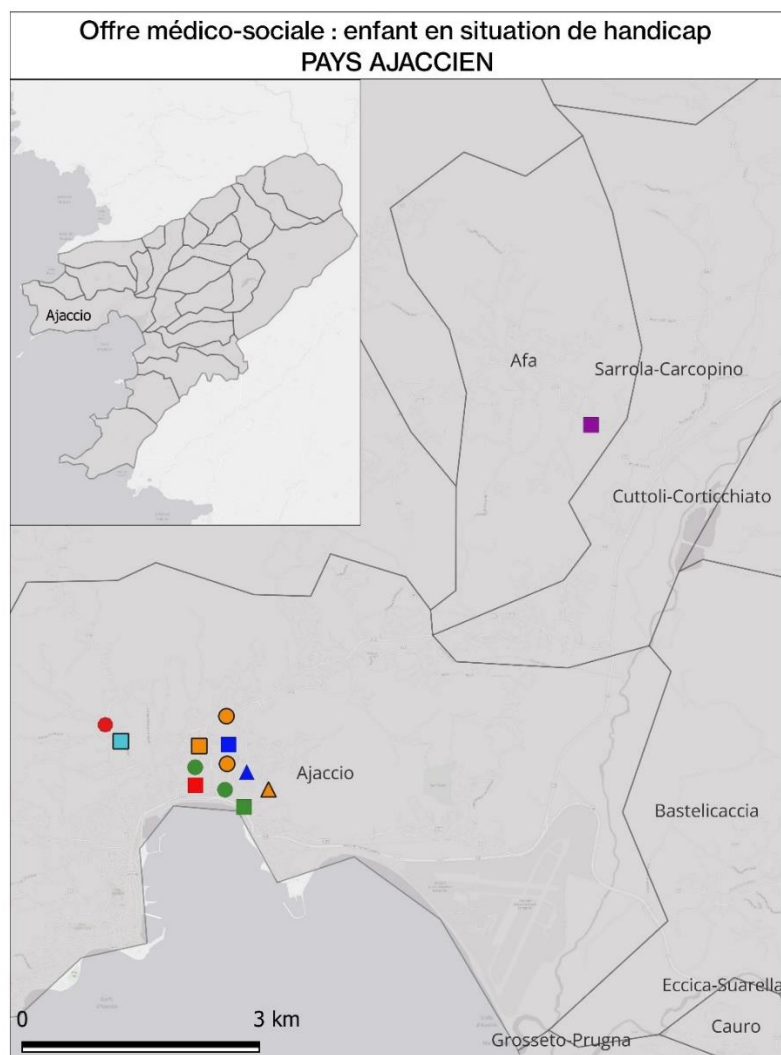 Offre médico-sociale : enfant en situation de handicap
PAYS AJACCIEN
Ajaccio
Afa
Sarrola-Carcopino
Cuttoli-Corticchiato
Ajaccio
Bastelicaccia
Eccica-Suarella
Cauro
Grosseto-Prugna
0 3 km